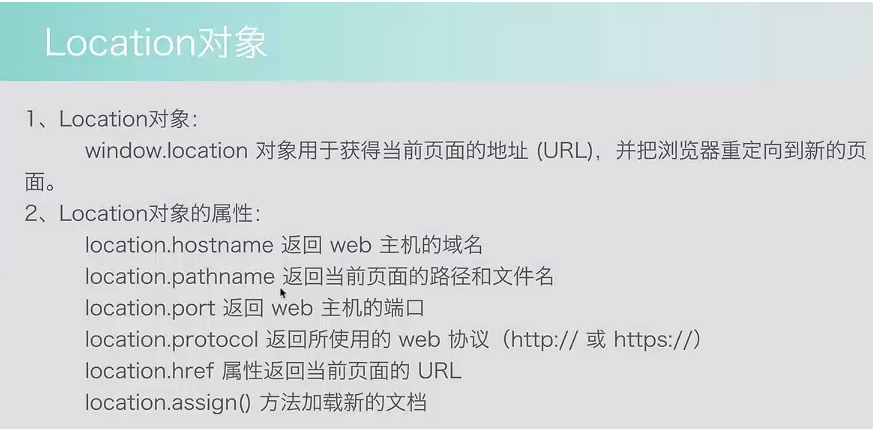 Location对象
1、Location对象：
window.location 对象用于获得当前页面的地址 (URL)，并把浏览器重定向到新的页
面。
2、Location对象的属性：
location.hostname 返回 web 主机的域名
location.pathname 返回当前页面的路径和文件名
location.port 返回 web 主机的端口
location.protocol 返回所使用的 web 协议（http:// 或 https://）
location.href 属性返回当前页面的 URL
location.assign() 方法加载新的文档